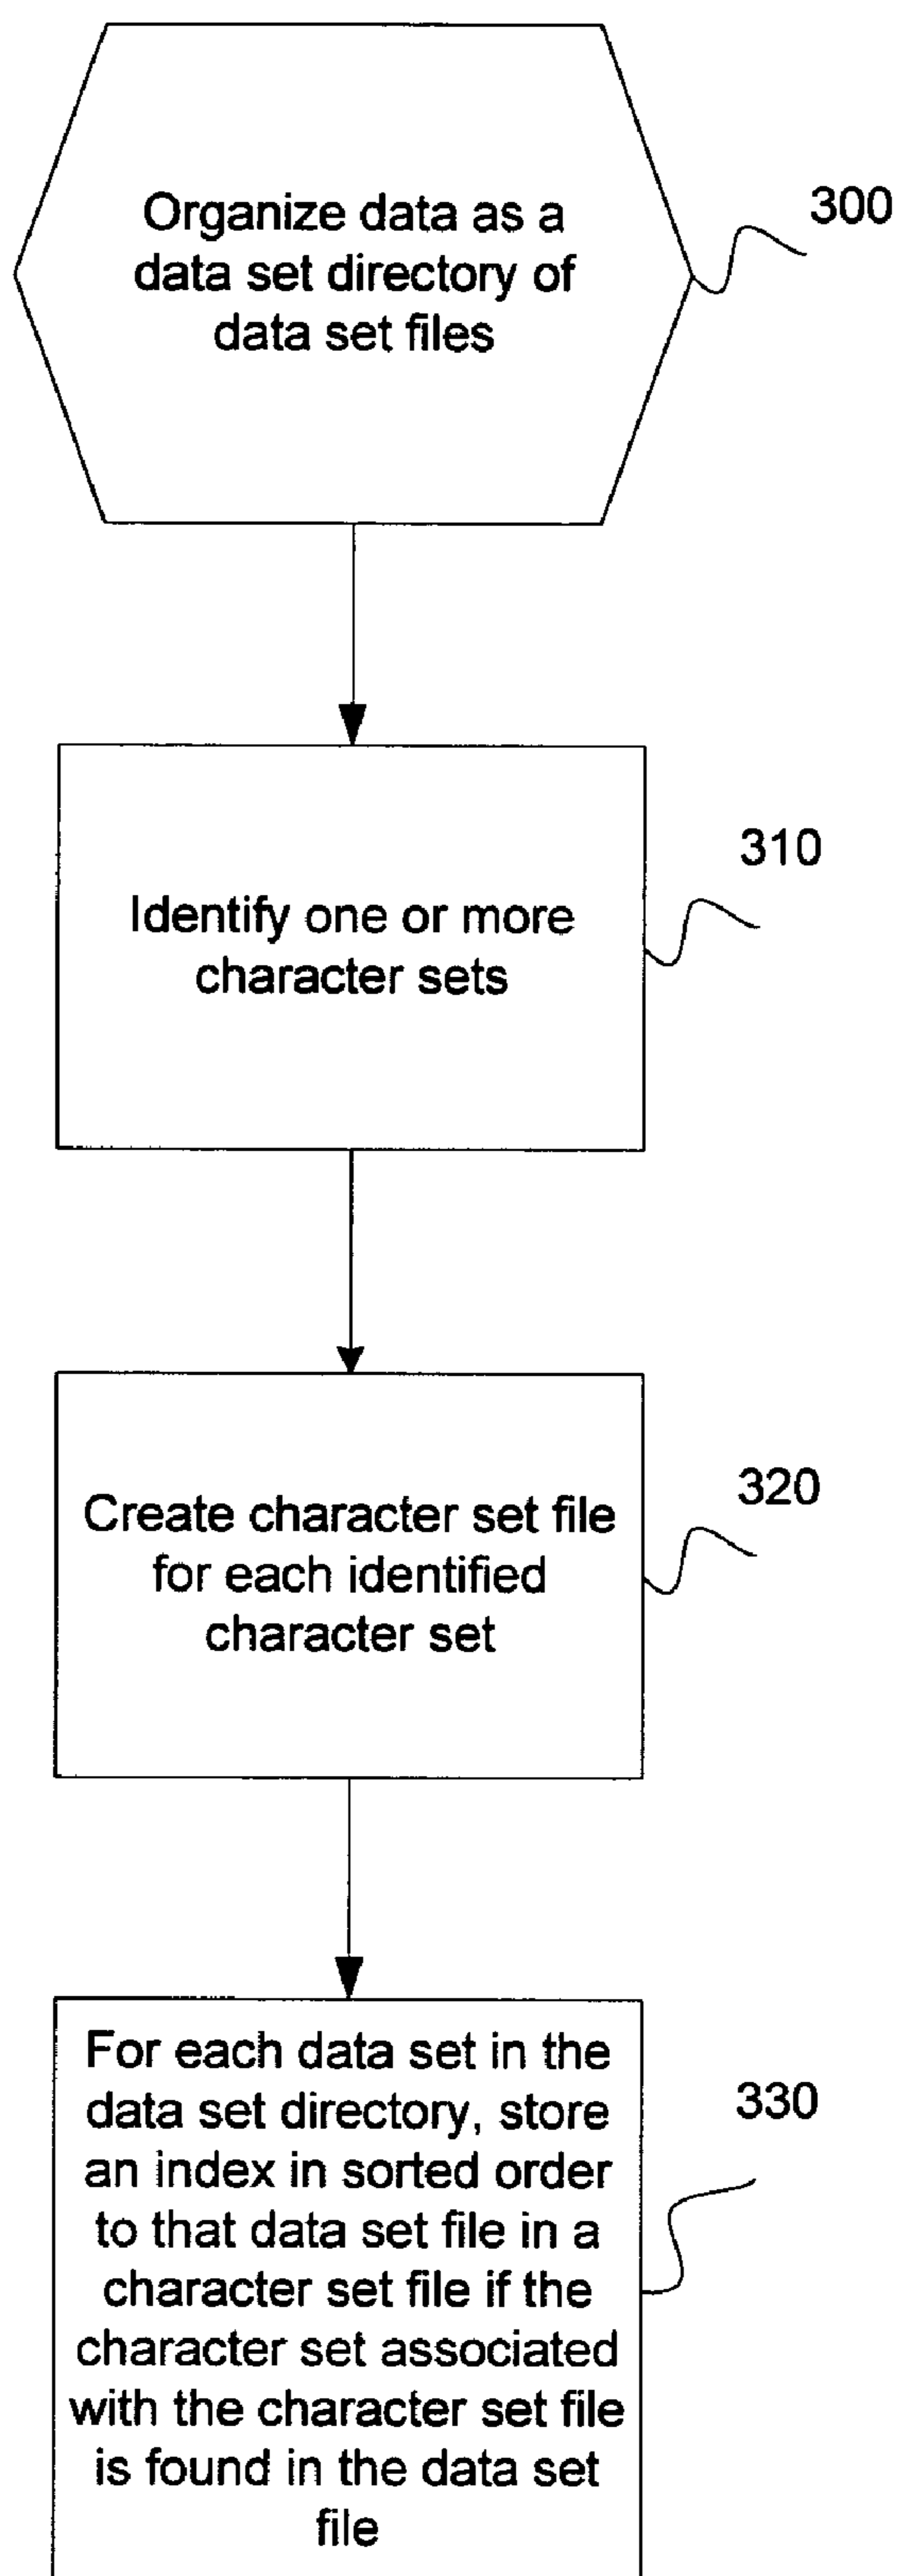 Organize data as a
data set directory of
data set files
300
Identify one or more
character sets
310
Create character set file
for each identified
character set
320
For each data set in the
data set directory, store
an index in sorted order
to that data set file in a
character set file if the
character set associated
with the character set file
is found in the data set
file
330